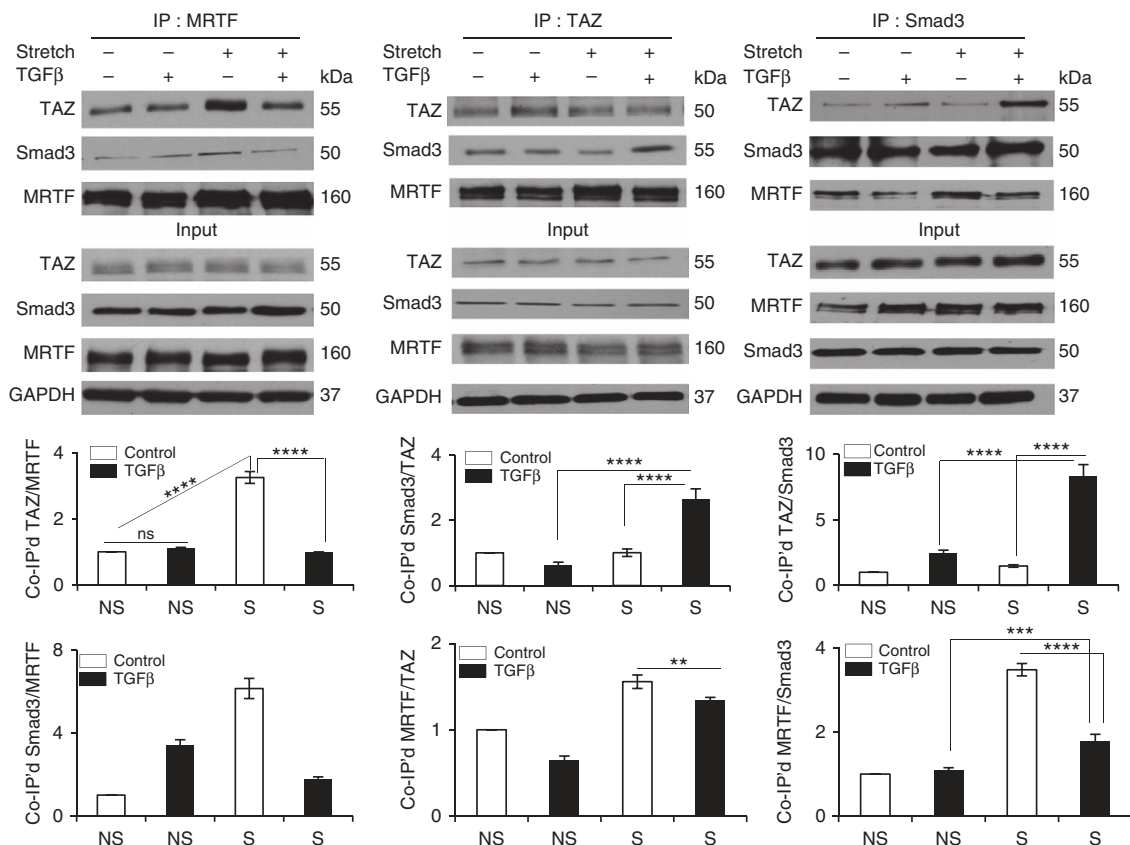 IP : MRTF
Stretch – – + +
TGFβ – + – + kDa
TAZ 55
Smad3 50
MRTF 160
Input
TAZ 55
Smad3 50
MRTF 160
GAPDH 37
IP : TAZ
Stretch – – + +
TGFβ – + – + kDa
TAZ 50
Smad3 55
MRTF 160
Input
TAZ 55
Smad3 50
MRTF 160
GAPDH 37
IP : Smad3
Stretch – – + +
TGFβ – + – + kDa
TAZ 55
Smad3 50
MRTF 160
Input
TAZ 55
MRTF 160
Smad3 50
GAPDH 37
Co-IP'd TAZ/MRTF
4
2
0
Control
TGFβ
ns
****
****
NS NS S S
Co-IP'd Smad3/TAZ
4
2
0
Control
TGFβ
****
****
NS NS S S
Co-IP'd TAZ/Smad3
10
5
0
Control
TGFβ
**** ****
NS NS S S
Co-IP'd Smad3/MRTF
8
4
0
Control
TGFβ
NS NS S S
Co-IP'd MRTF/TAZ
2
1
0
Control
TGFβ
**
NS NS S S
Co-IP'd MRTF/Smad3
4
2
0
Control
TGFβ
***
****
NS NS S S